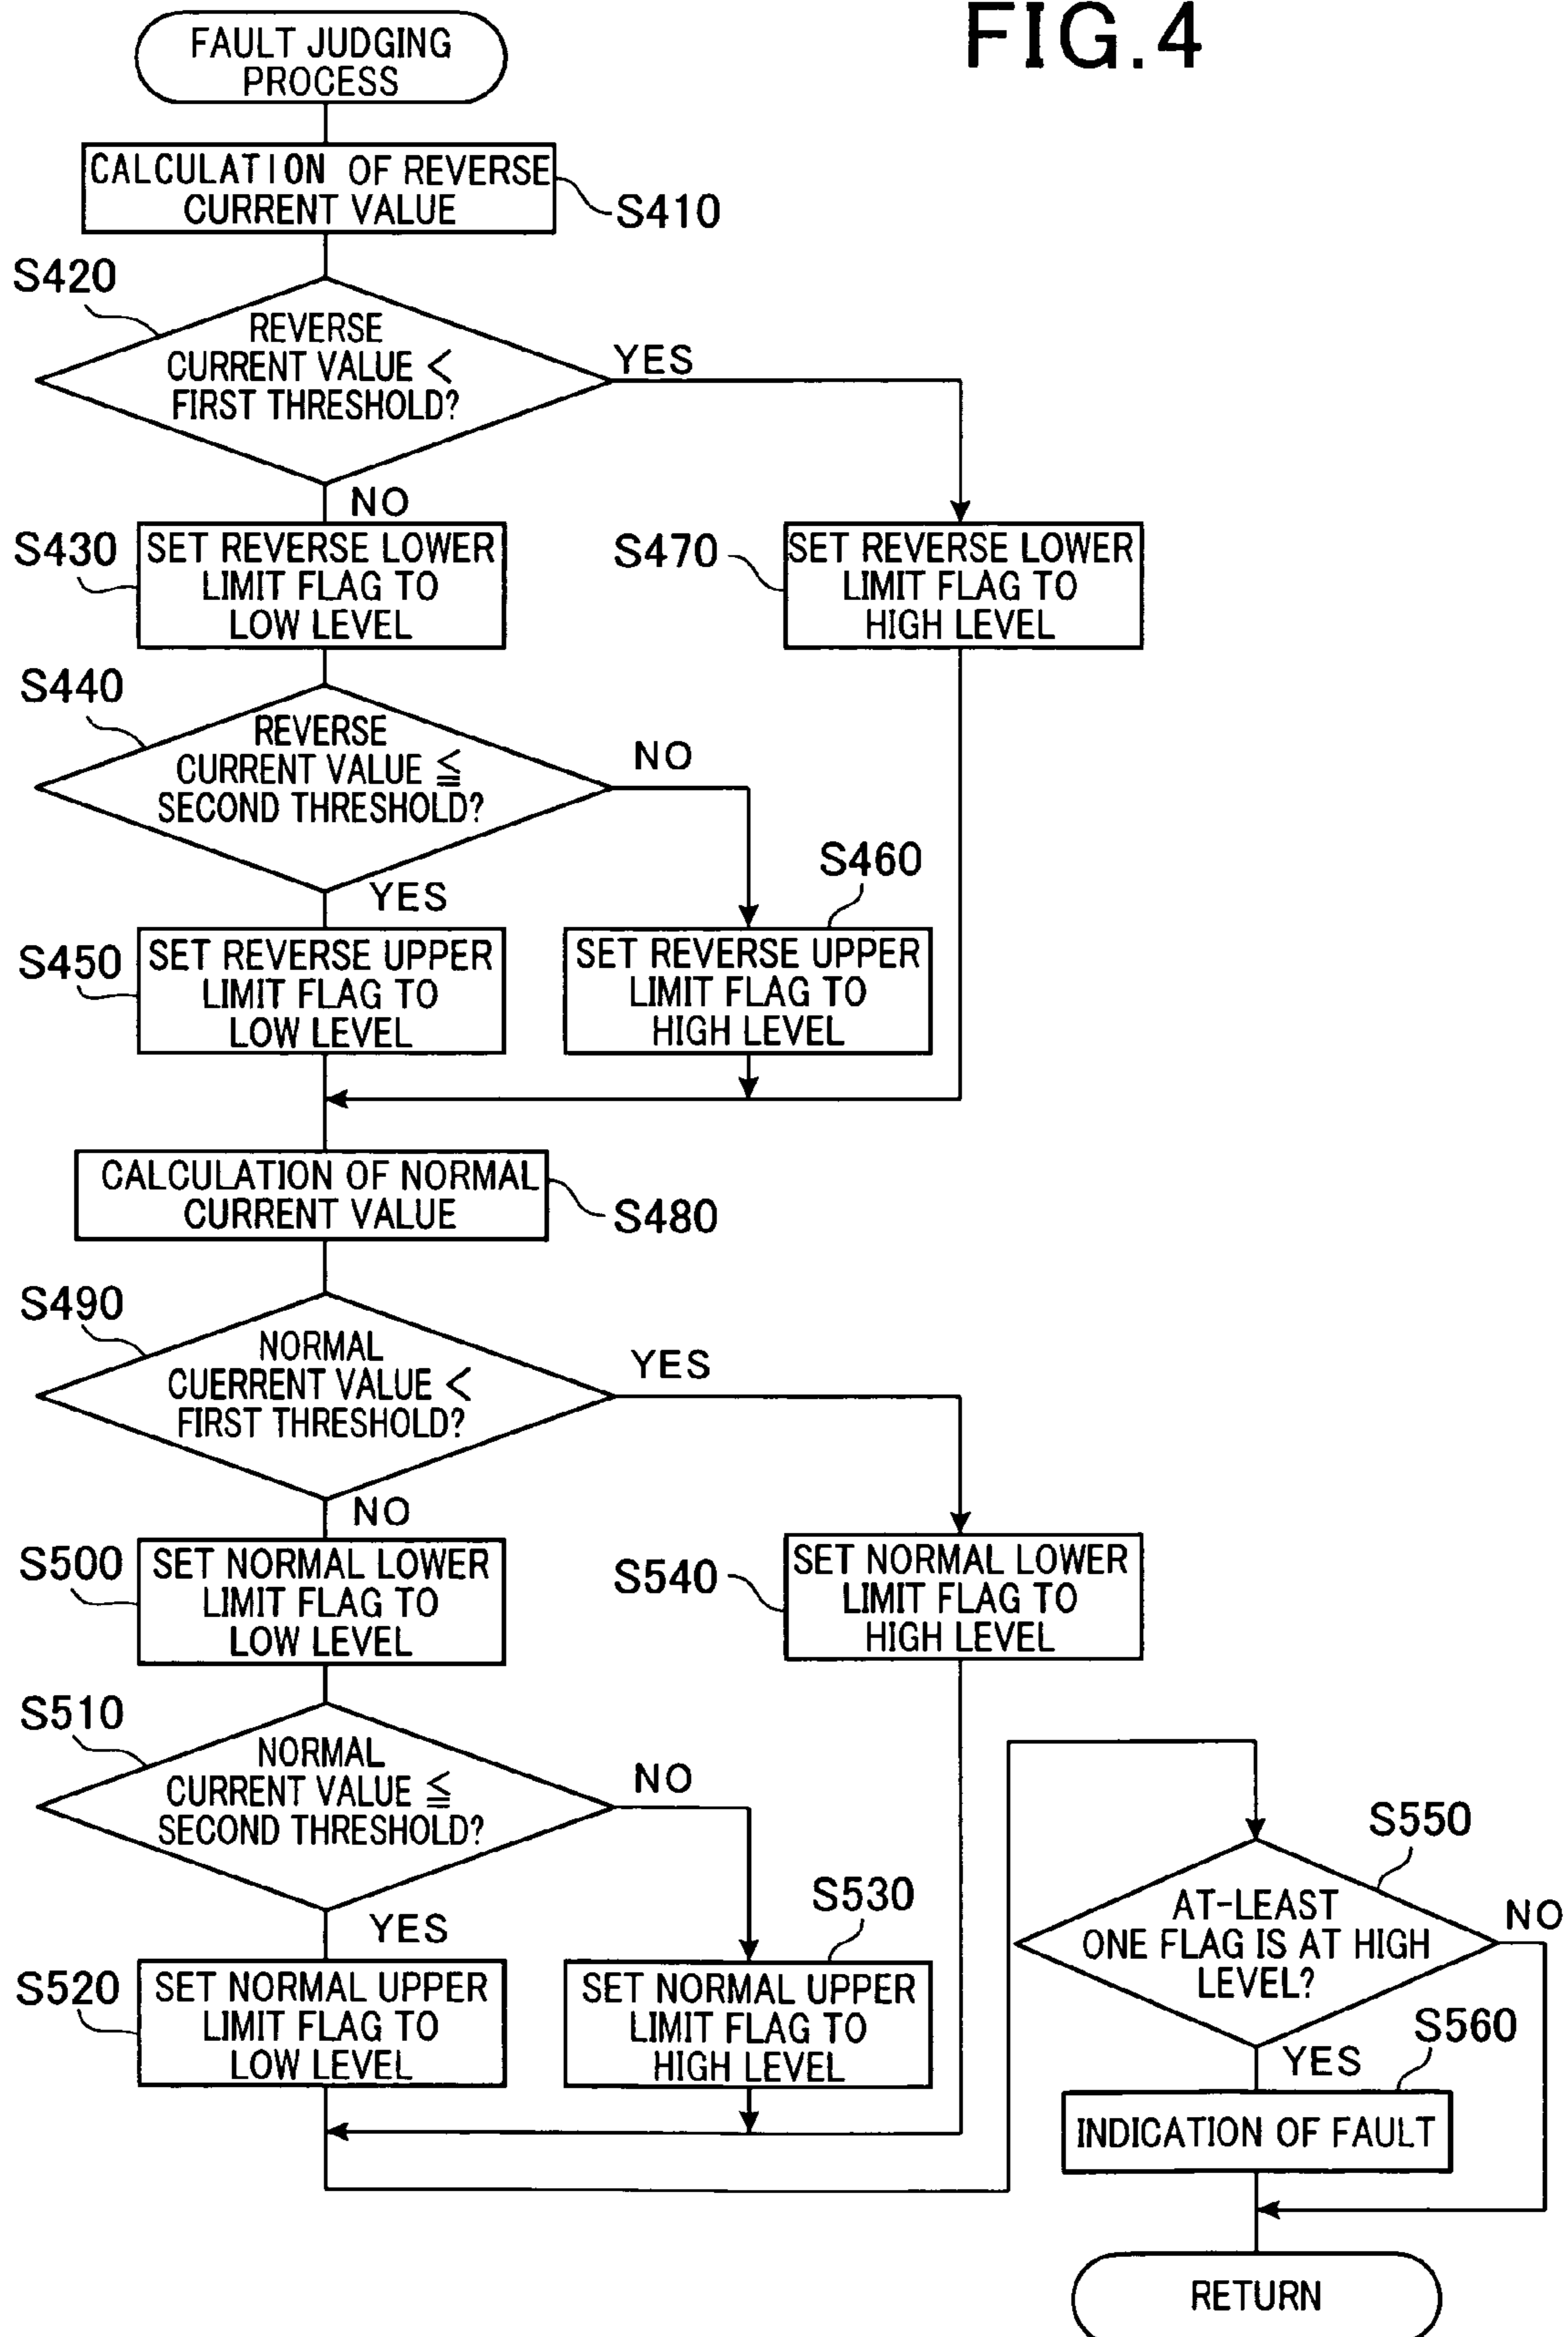 FIG.4
FAULT JUDGING
PROCESS
CALCULATION OF REVERSE
CURRENT VALUE
S410
S420
REVERSE
CURRENT VALUE <
FIRST THRESHOLD?
YES
NO
S430
SET REVERSE LOWER
LIMIT FLAG TO
LOW LEVEL
S470
SET REVERSE LOWER
LIMIT FLAG TO
HIGH LEVEL
S440
REVERSE
CURRENT VALUE ≦
SECOND THRESHOLD?
NO
YES
S460
S450
SET REVERSE UPPER
LIMIT FLAG TO
LOW LEVEL
SET REVERSE UPPER
LIMIT FLAG TO
HIGH LEVEL
CALCULATION OF NORMAL
CURRENT VALUE
S480
S490
NORMAL
CUERRENT VALUE <
FIRST THRESHOLD?
YES
NO
S500
SET NORMAL LOWER
LIMIT FLAG TO
LOW LEVEL
S540
SET NORMAL LOWER
LIMIT FLAG TO
HIGH LEVEL
S510
NORMAL
CURRENT VALUE ≦
SECOND THRESHOLD?
NO
YES
S530
S520
SET NORMAL UPPER
LIMIT FLAG TO
LOW LEVEL
SET NORMAL UPPER
LIMIT FLAG TO
HIGH LEVEL
S550
AT-LEAST
ONE FLAG IS AT HIGH
LEVEL?
NO
YES
S560
INDICATION OF FAULT
RETURN